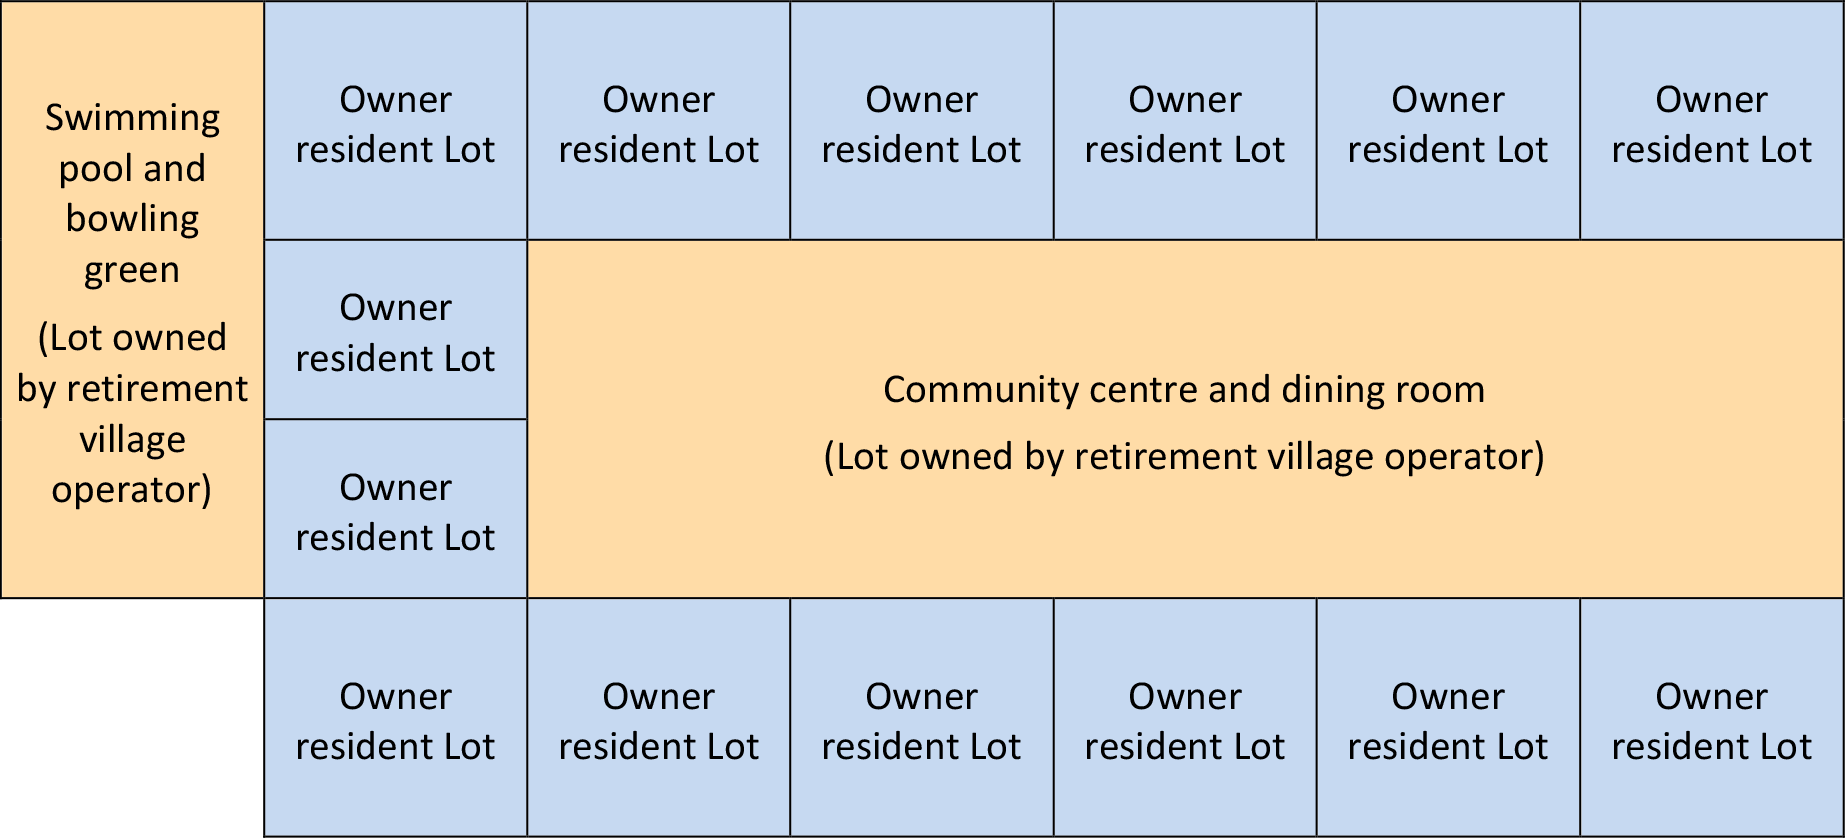 Swimming
pool and
bowling
green
(Lot owned
by retirement
village
operator)
Owner
resident Lot
Owner
resident Lot
Owner
resident Lot
Owner
resident Lot
Owner
resident Lot
Owner
resident Lot
Owner
resident Lot
Owner
resident Lot
Community centre and dining room
(Lot owned by retirement village operator)
Owner
resident Lot
Owner
resident Lot
Owner
resident Lot
Owner
resident Lot
Owner
resident Lot
Owner
resident Lot